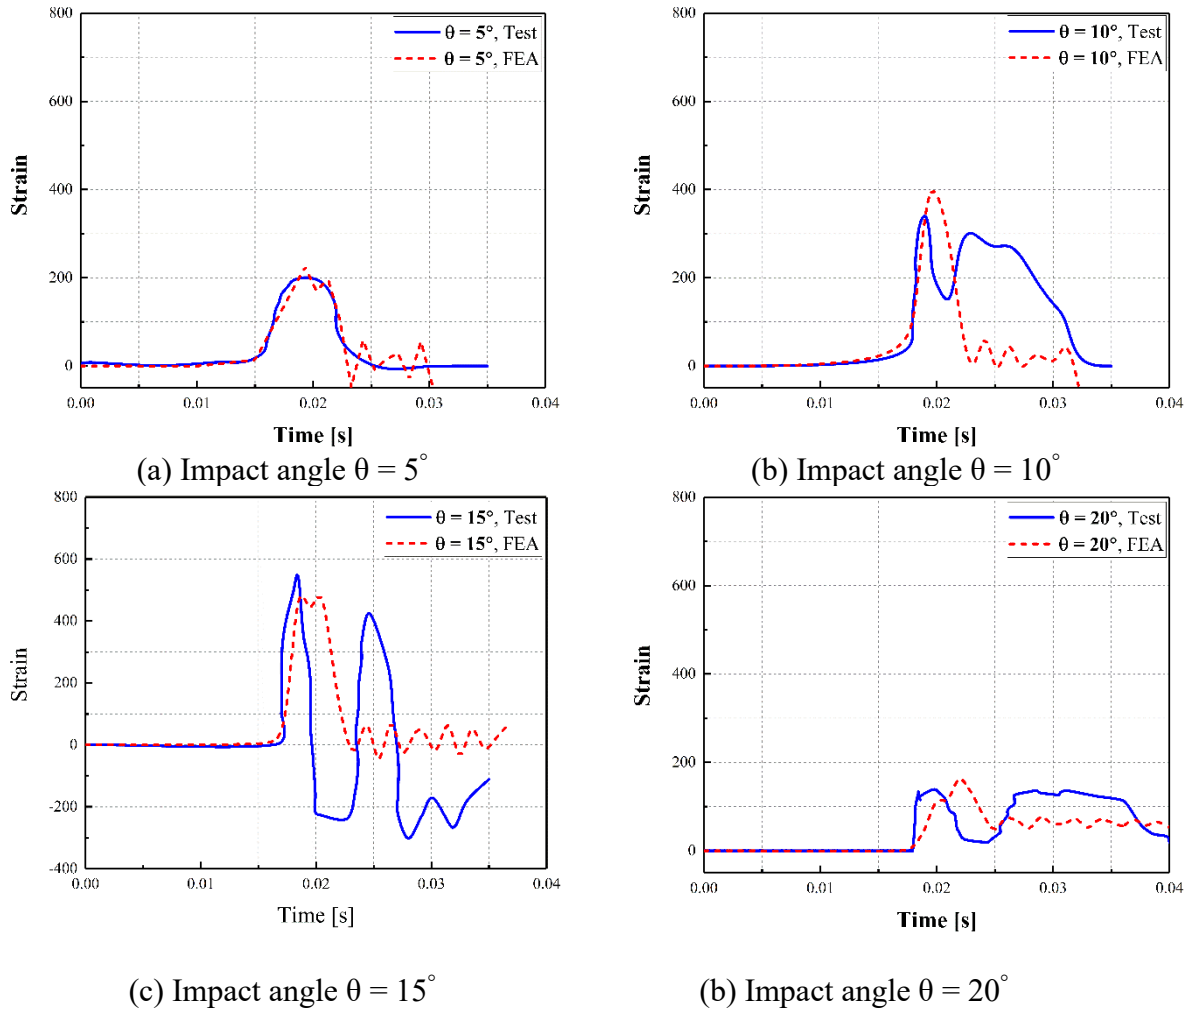 800
600
400
200
0
Strain
θ = 5°, Test
θ = 5°, FEA
0.00 0.01 0.02 0.03 0.04
Time [s]
(a) Impact angle θ = 5°
800
600
400
200
0
Strain
θ = 10°, Test
θ = 10°, FEA
0.00 0.01 0.02 0.03 0.04
Time [s]
(b) Impact angle θ = 10°
800
600
400
200
0
-200
-400
Strain
θ = 15°, Test
θ = 15°, FEA
0.00 0.01 0.02 0.03 0.04
Time [s]
(c) Impact angle θ = 15°
800
600
400
200
0
Strain
θ = 20°, Test
θ = 20°, FEA
0.00 0.01 0.02 0.03 0.04
Time [s]
(b) Impact angle θ = 20°